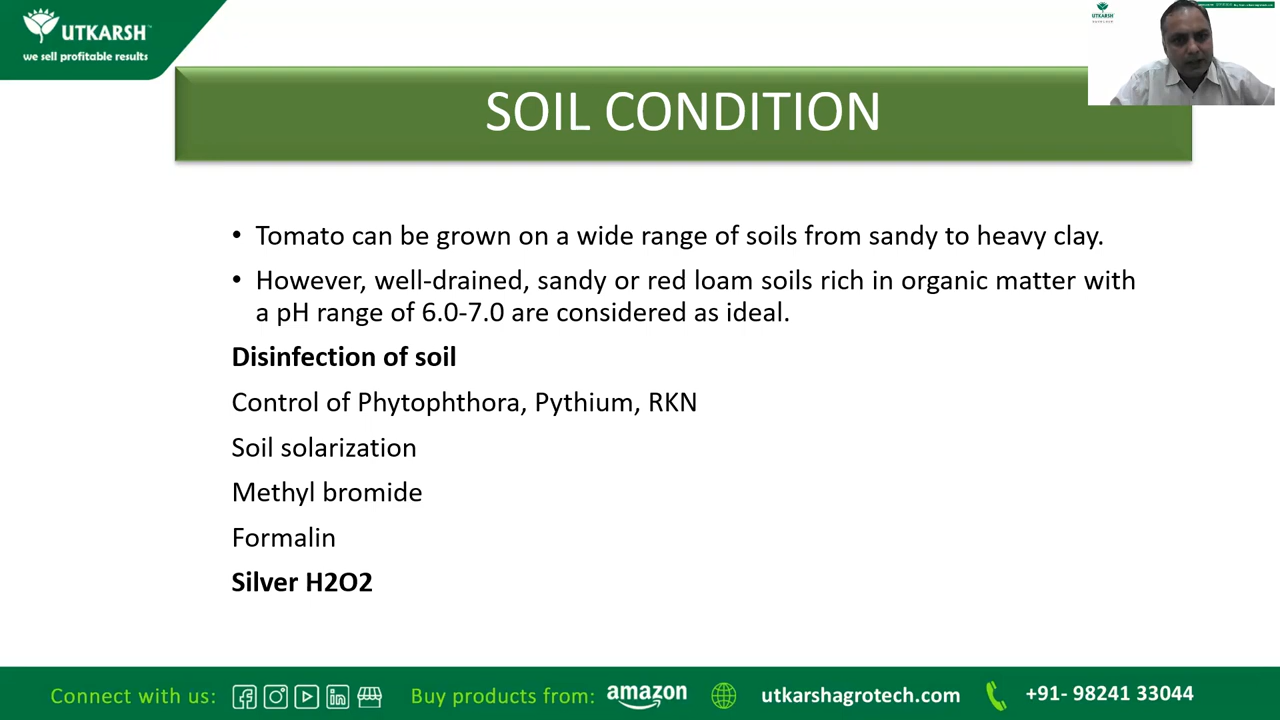 UTKARSH
we sell profitable results
UTKARSH
SOIL CONDITION
• Tomato can be grown on a wide range of soils from sandy to heavy clay.
• However, well-drained, sandy or red loam soils rich in organic matter with
a pH range of 6.0-7.0 are considered as ideal.
Disinfection of soil
Control of Phytophthora, Pythium, RKN
Soil solarization
Methyl bromide
Formalin
Silver H2O2
Connect with us: Buy products from: amazon utkarshagrotech.com +91- 98241 33044